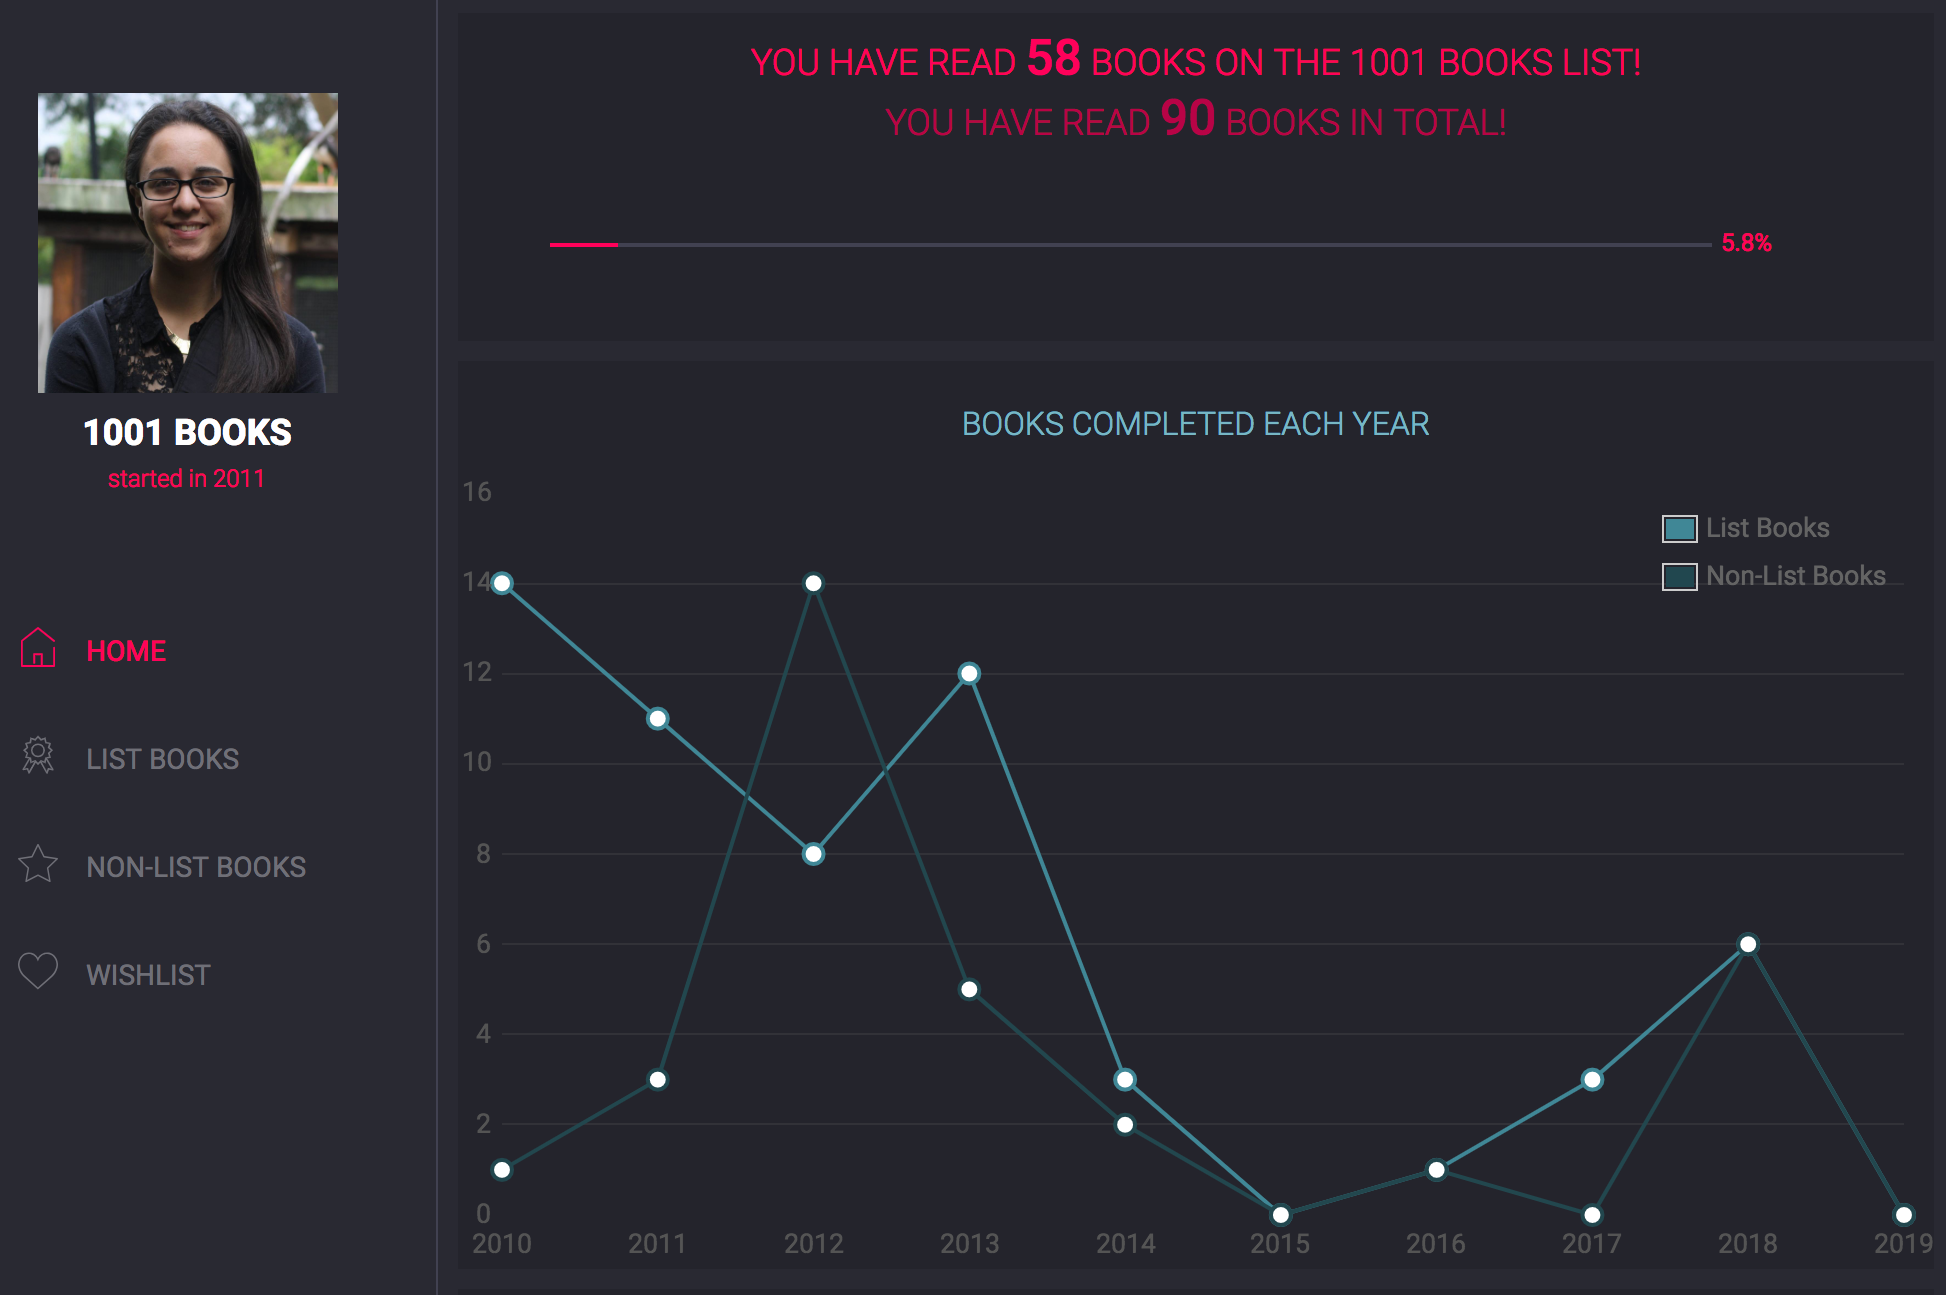 1001 BOOKS
started in 2011
HOME
LIST BOOKS
NON-LIST BOOKS
WISHLIST
YOU HAVE READ 58 BOOKS ON THE 1001 BOOKS LIST!
YOU HAVE READ 90 BOOKS IN TOTAL!
5.8%
BOOKS COMPLETED EACH YEAR
List Books
Non-List Books
16
14
12
10
8
6
4
2
0
2010 2011 2012 2013 2014 2015 2016 2017 2018 2019